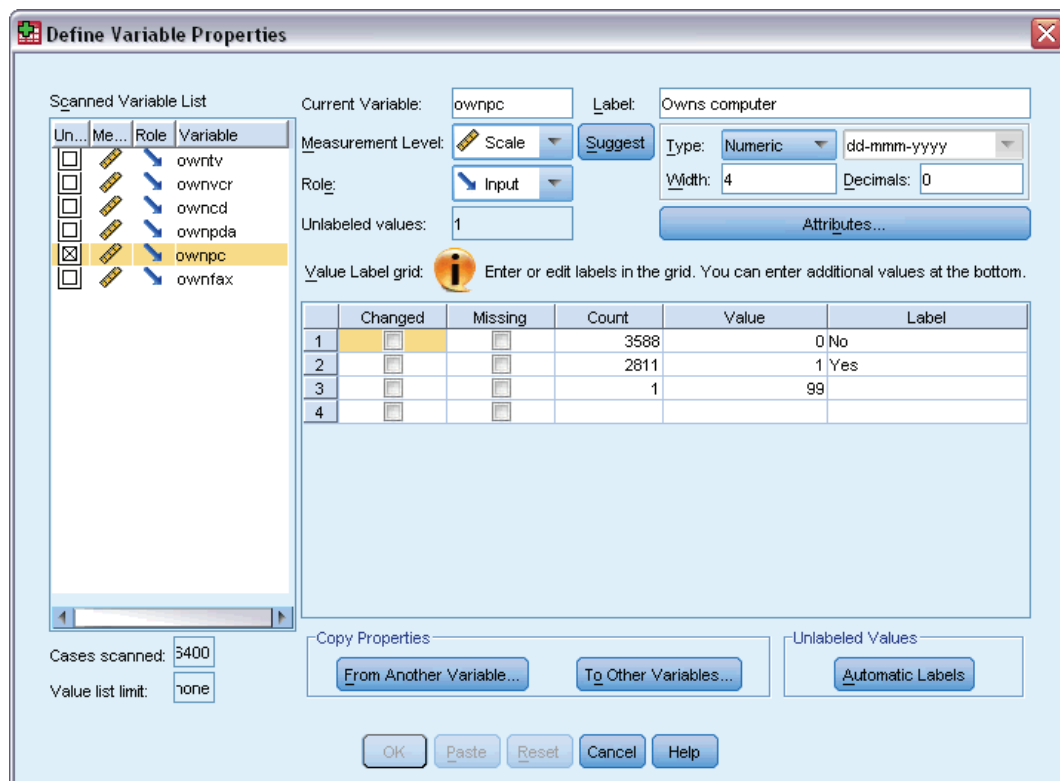 Define Variable Properties
Scanned Variable List
Un... Me... Role Variable
owntv
ownvcr
owncd
ownpda
ownpc
ownfax
Current Variable: ownpc Label: Owns computer
Measurement Level: Scale Suggest Type: Numeric dd-mmm-yyyy
Role: Input Width: 4 Decimals: 0
Unlabeled values: 1 Attributes...
Value Label grid: i Enter or edit labels in the grid. You can enter additional values at the bottom.
Changed Missing Count Value Label
1 3588 0 No
2 2811 1 Yes
3 1 99
4
Cases scanned: 6400
Value list limit: none
Copy Properties
From Another Variable... To Other Variables...
Unlabeled Values
Automatic Labels
OK Paste Reset Cancel Help